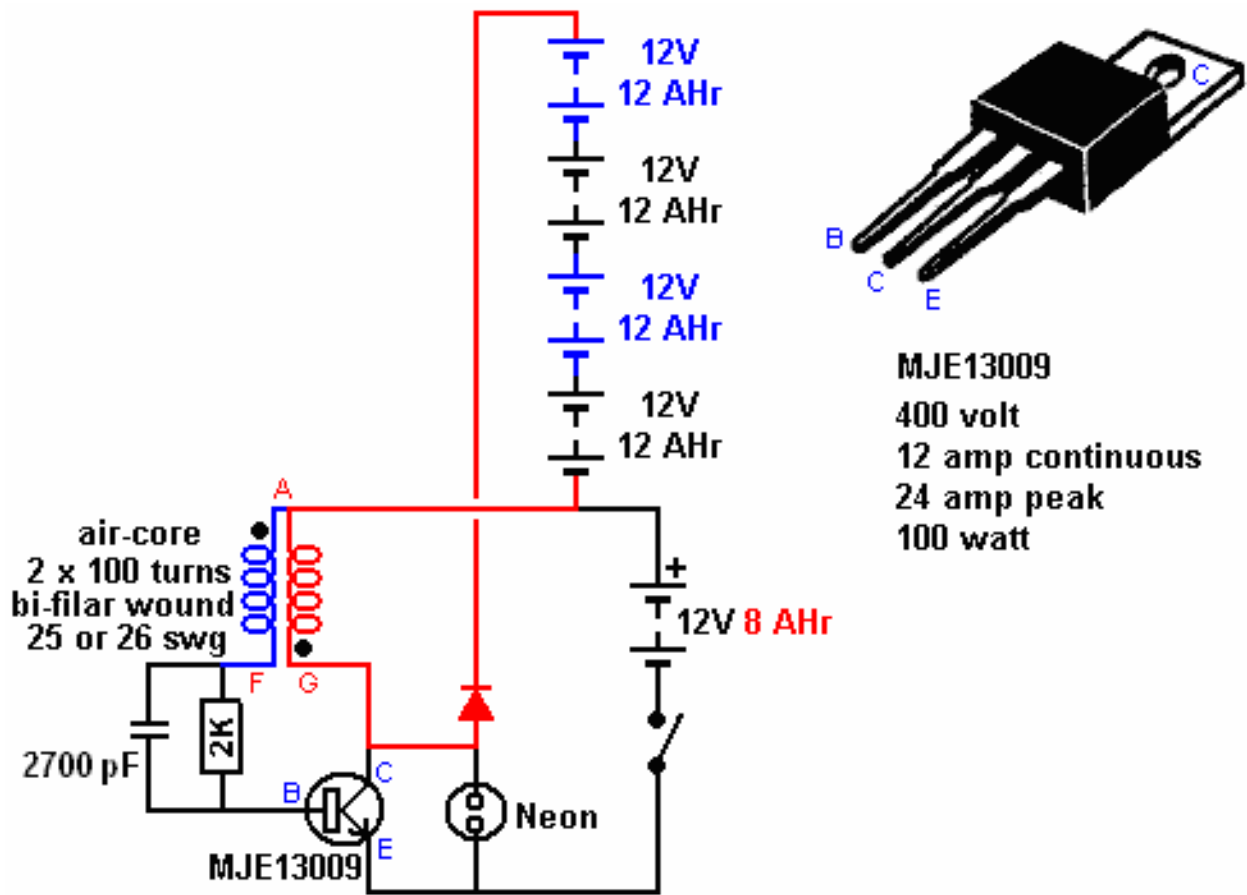 12V
12 AHr
12V
12 AHr
12V
12 AHr
12V
12 AHr
C
B
C
E
MJE13009
400 volt
12 amp continuous
24 amp peak
100 watt
A
air-core
2 x 100 turns
bi-filar wound
25 or 26 swg
F
G
+
12V 8 AHr
2K
2700 pF
B
C
E
Neon
MJE13009